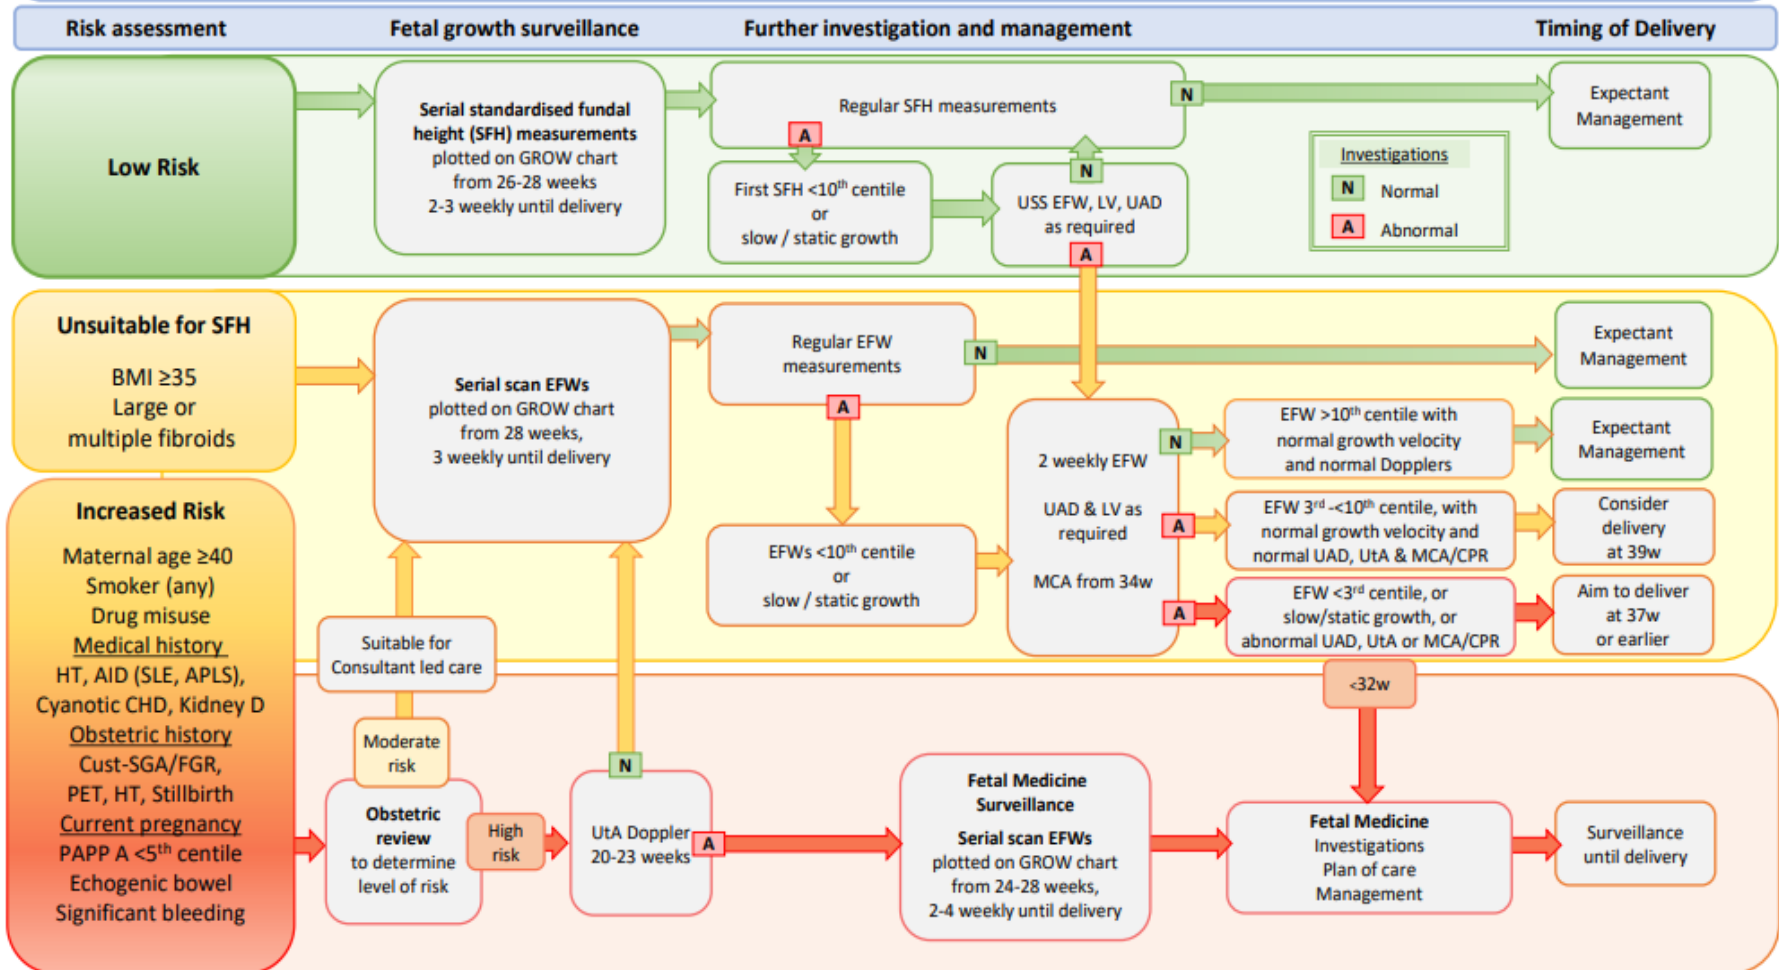 Risk assessment
Fetal growth surveillance
Further investigation and management
Timing of Delivery
Low Risk
Serial standardised fundal
height (SFH) measurements
plotted on GROW chart
from 26-28 weeks
2-3 weekly until delivery
Regular SFH measurements
N
A
Expectant
Management
First SFH <10th centile
or
slow / static growth
N
USS EFW, LV, UAD
as required
A
Investigations
N Normal
A Abnormal
Unsuitable for SFH
BMI ≥35
Large or
multiple fibroids
Serial scan EFWs
plotted on GROW chart
from 28 weeks,
3 weekly until delivery
Regular EFW
measurements
N
A
Expectant
Management
EFWs <10th centile
or
slow / static growth
2 weekly EFW
UAD & LV as
required
MCA from 34w
N
EFW >10th centile with
normal growth velocity
and normal Dopplers
Expectant
Management
A
EFW 3rd -<10th centile, with
normal growth velocity and
normal UAD, UtA & MCA/CPR
Consider
delivery
at 39w
A
EFW <3rd centile, or
slow/static growth, or
abnormal UAD, UtA or MCA/CPR
Aim to deliver
at 37w
or earlier
<32w
Increased Risk
Maternal age ≥40
Smoker (any)
Drug misuse
Medical history
HT, AID (SLE, APLS),
Cyanotic CHD, Kidney D
Obstetric history
Cust-SGA/FGR,
PET, HT, Stillbirth
Current pregnancy
PAPP A <5th centile
Echogenic bowel
Significant bleeding
Suitable for
Consultant led care
Moderate
risk
Obstetric
review
to determine
level of risk
High
risk
N
UtA Doppler
20-23 weeks
A
Fetal Medicine
Surveillance
Serial scan EFWs
plotted on GROW chart
from 24-28 weeks,
2-4 weekly until delivery
Fetal Medicine
Investigations
Plan of care
Management
Surveillance
until delivery